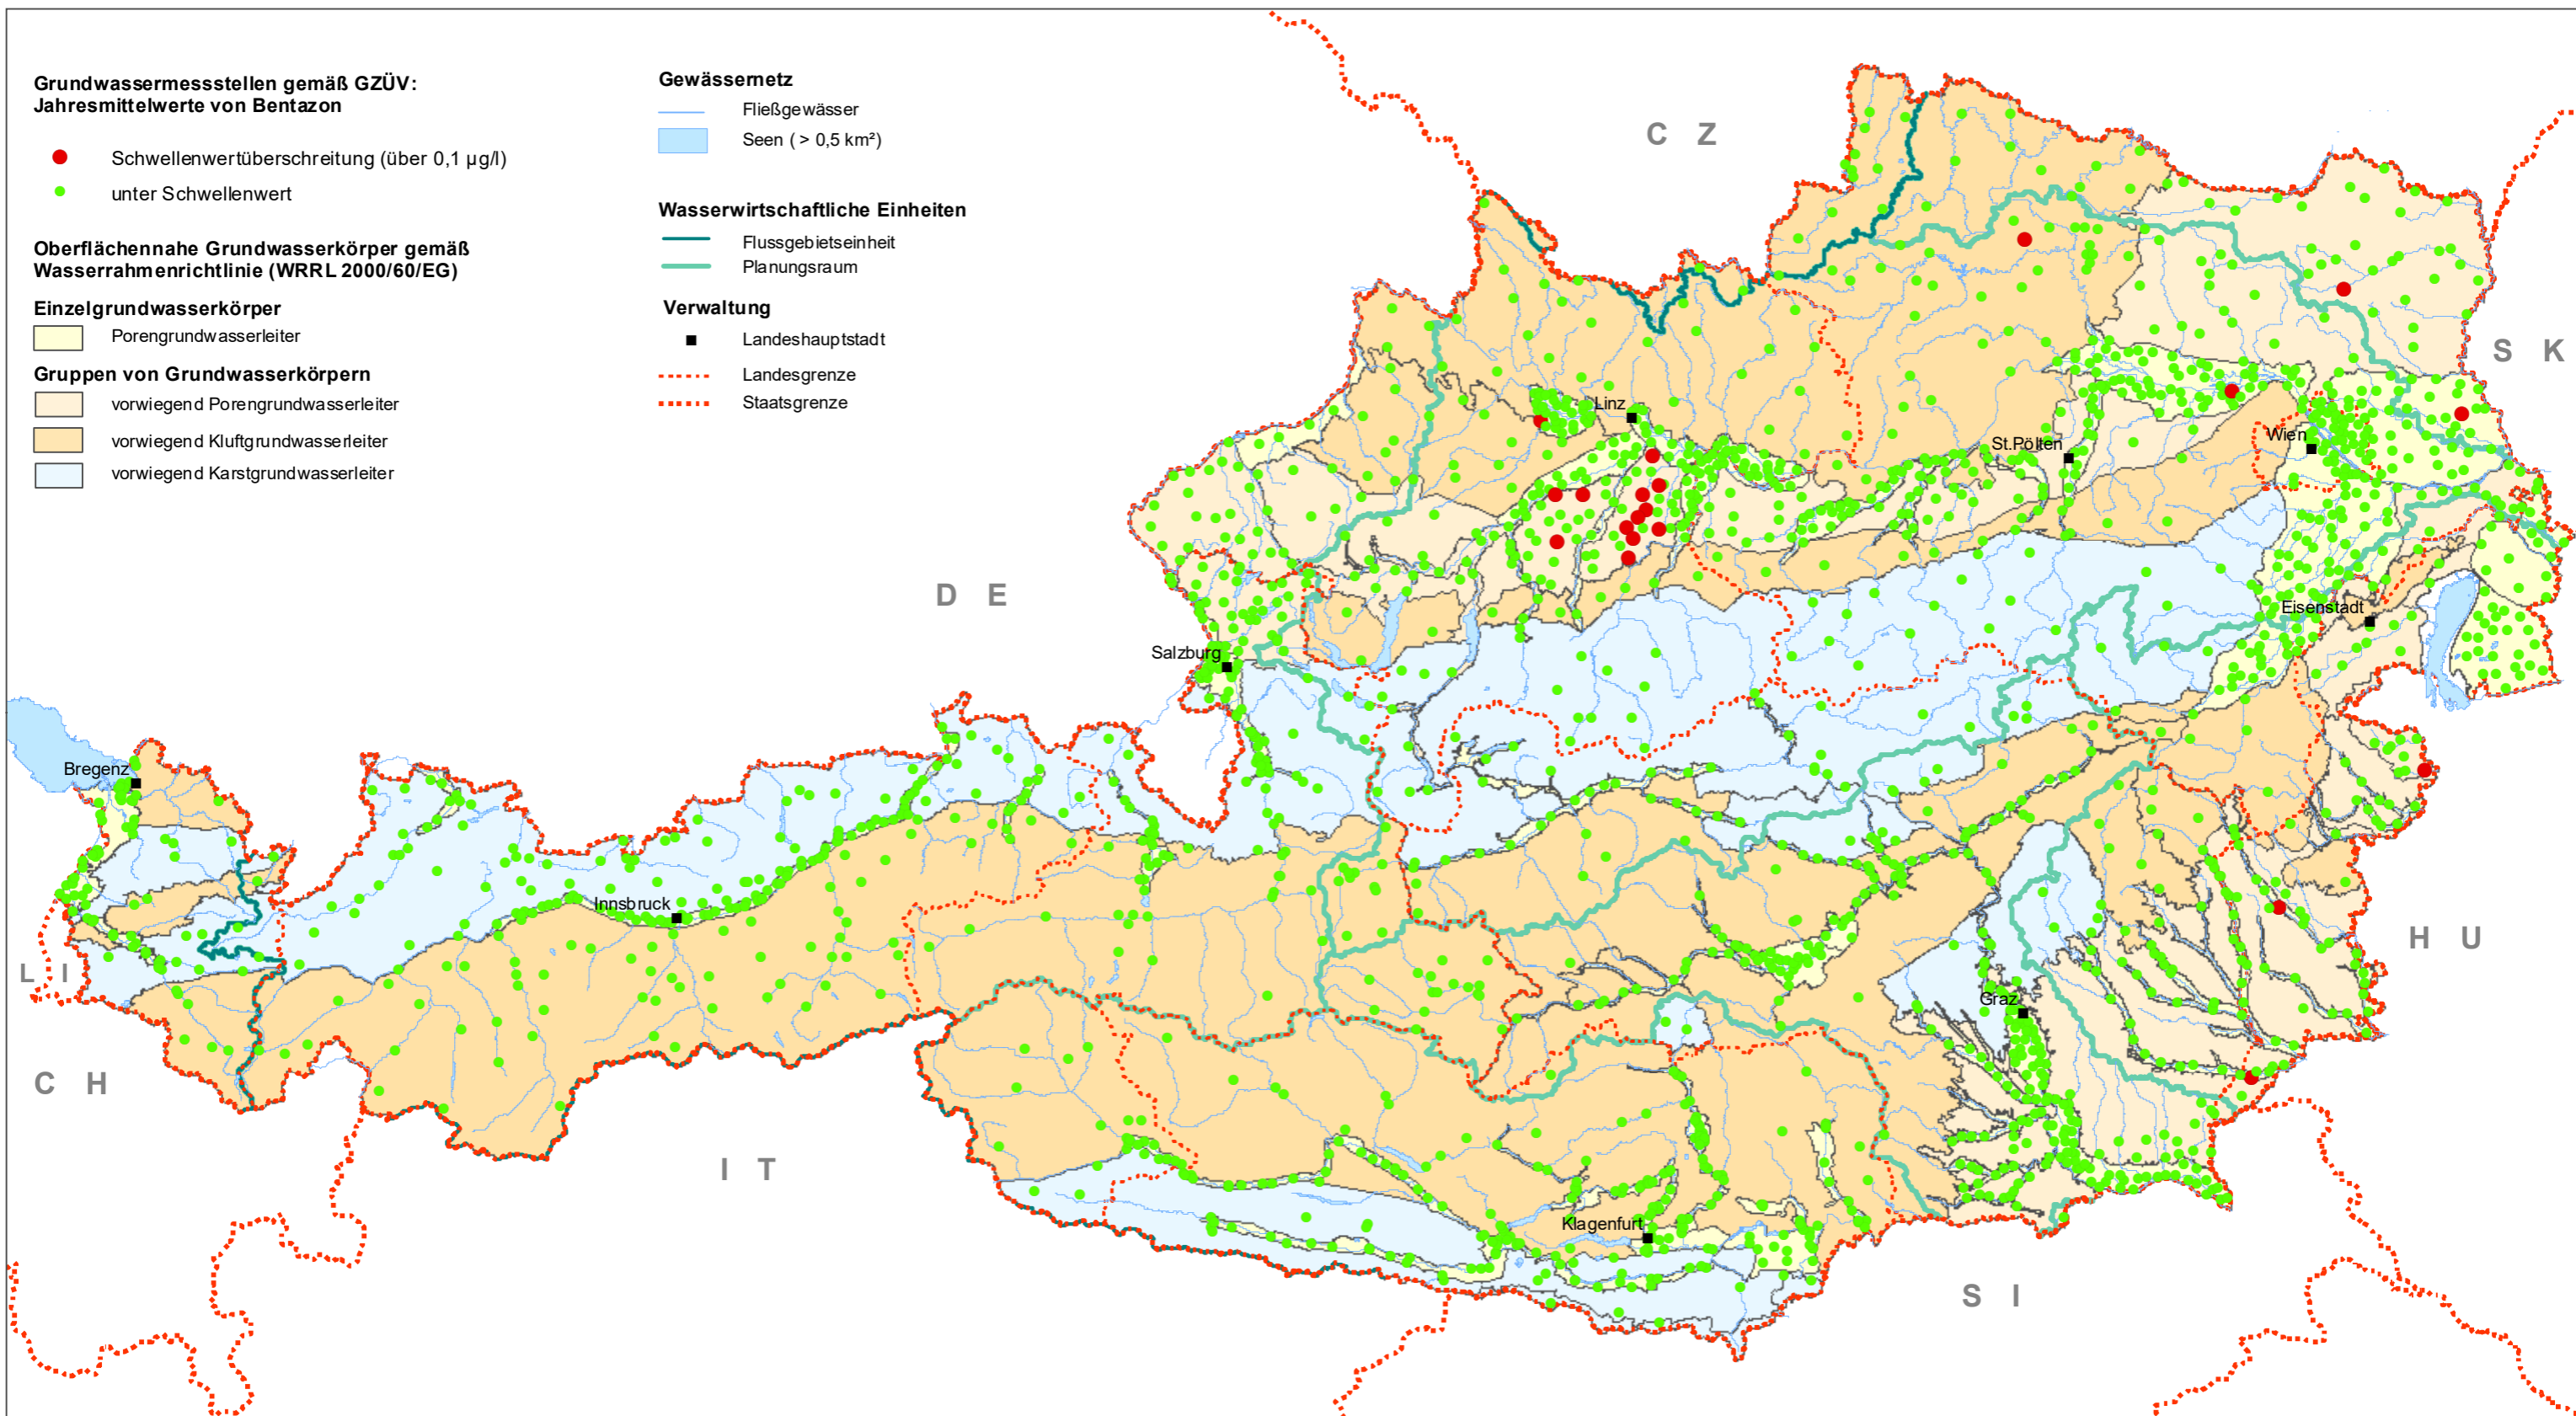 Grundwassermessstellen gemäß GZÜV:
Jahresmittelwerte von Bentazon
Schwellenwertüberschreitung (über 0,1 µg/l)
unter Schwellenwert
Oberflächennahe Grundwasserkörper gemäß
Wasserrahmenrichtlinie (WRRL 2000/60/EG)
Einzelgrundwasserkörper
Porengrundwasserleiter
Gruppen von Grundwasserkörpern
vorwiegend Porengrundwasserleiter
vorwiegend Kluftgrundwasserleiter
vorwiegend Karstgrundwasserleiter
Gewässernetz
Fließgewässer
Seen ( > 0,5 km²)
Wasserwirtschaftliche Einheiten
Flussgebietseinheit
Planungsraum
Verwaltung
Landeshauptstadt
Landesgrenze
Staatsgrenze
C Z
S K
Linz
Wien
St.Pölten
D E
Eisenstadt
Salzburg
Bregenz
Innsbruck
H U
L I
Graz
C H
I T
Klagenfurt
S I